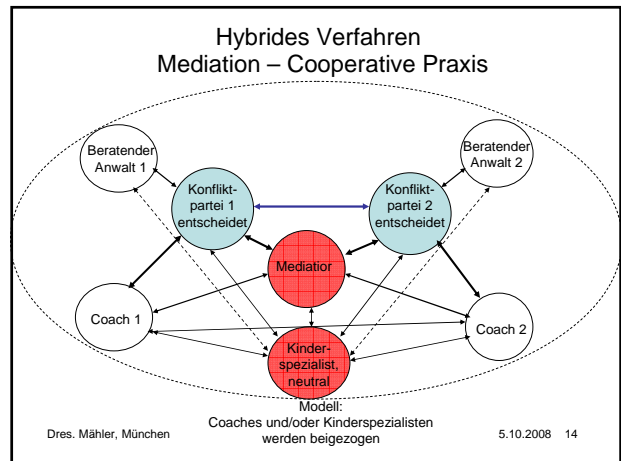 Hybrides Verfahren
Mediation – Cooperative Praxis
Beratender
Anwalt 1
Beratender
Anwalt 2
Konflikt-
partei 1
entscheidet
Konflikt-
partei 2
entscheidet
Mediatior
Coach 1
Coach 2
Kinder-
spezialist,
neutral
Modell:
Coaches und/oder Kinderspezialisten
werden beigezogen
Dres. Mähler, München
5.10.2008 14